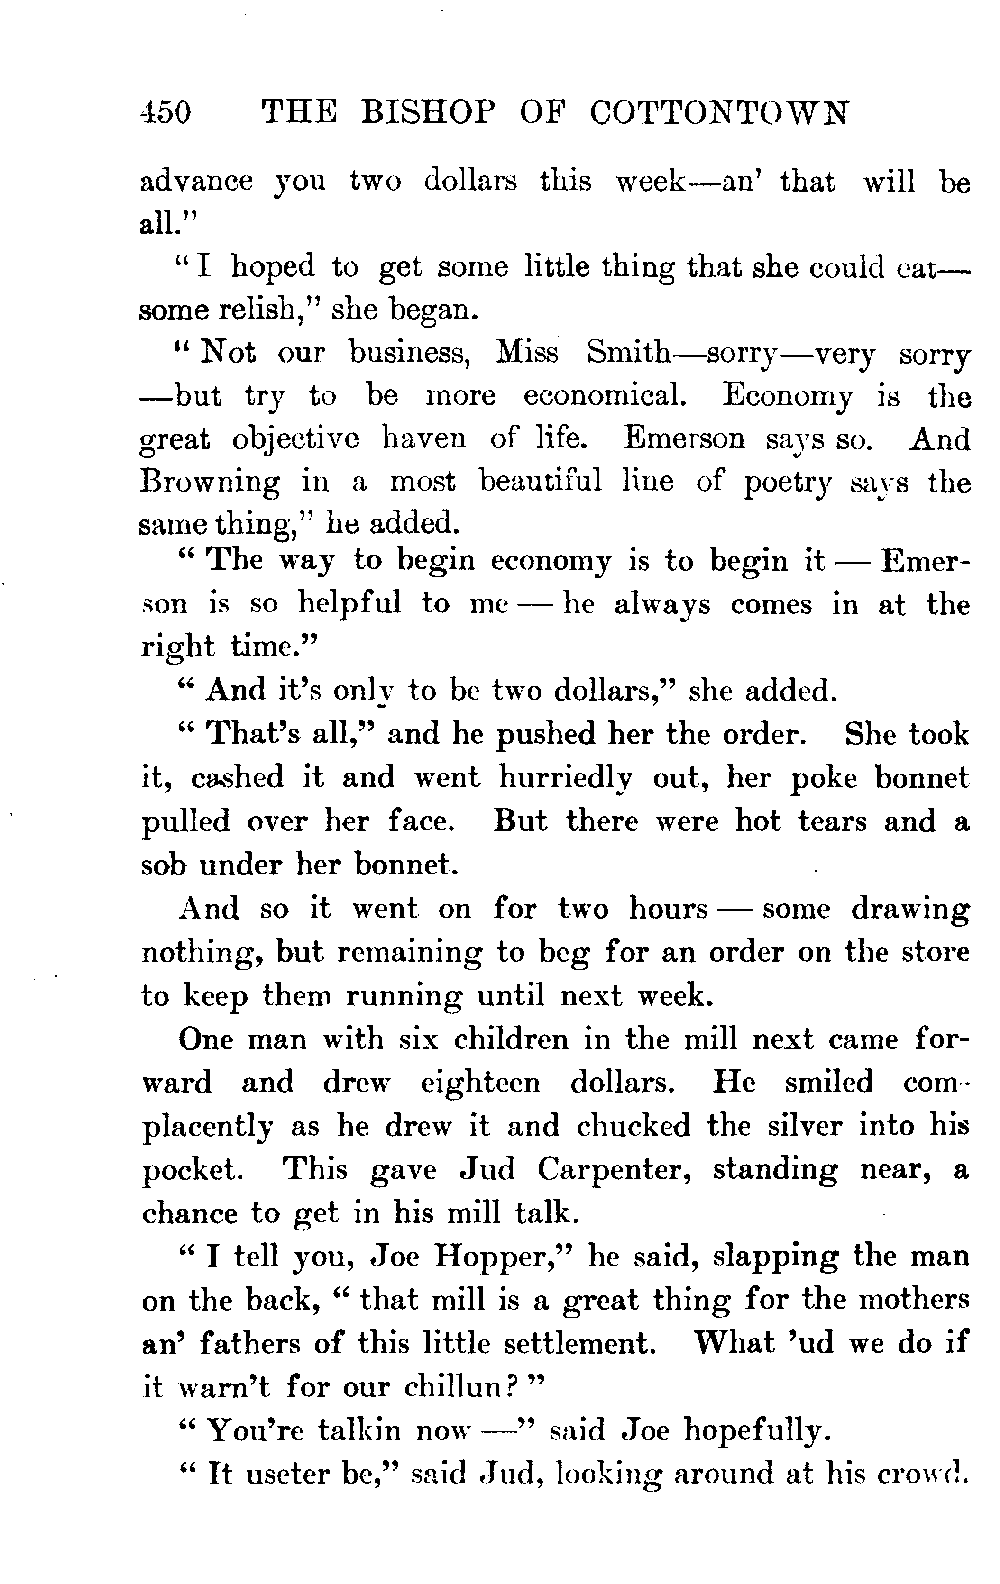 450 THE BISHOP OF COTTONTOWN
advance you two dollars this week—an' that will be
all."
"I hoped to get some little thing that she could eat—
some relish," she began.
"Not our business, Miss Smith—sorry—very sorry
—but try to be more economical. Economy is the
great objective haven of life. Emerson says so. And
Browning in a most beautiful line of poetry says the
same thing," he added.
"The way to begin economy is to begin it — Emer-
son is so helpful to me — he always comes in at the
right time."
"And it's only to be two dollars," she added.
"That's all," and he pushed her the order. She took
it, cashed it and went hurriedly out, her poke bonnet
pulled over her face. But there were hot tears and a
sob under her bonnet.
And so it went on for two hours — some drawing
nothing, but remaining to beg for an order on the store
to keep them running until next week.
One man with six children in the mill next came for-
ward and drew eighteen dollars. He smiled com-
placently as he drew it and chucked the silver into his
pocket. This gave Jud Carpenter, standing near, a
chance to get in his mill talk.
"I tell you, Joe Hopper," he said, slapping the man
on the back, "that mill is a great thing for the mothers
an' fathers of this little settlement. What 'ud we do if
it warn't for our chillun?"
"You're talkin now —" said Joe hopefully.
"It useter be," said Jud, looking around at his crowd.